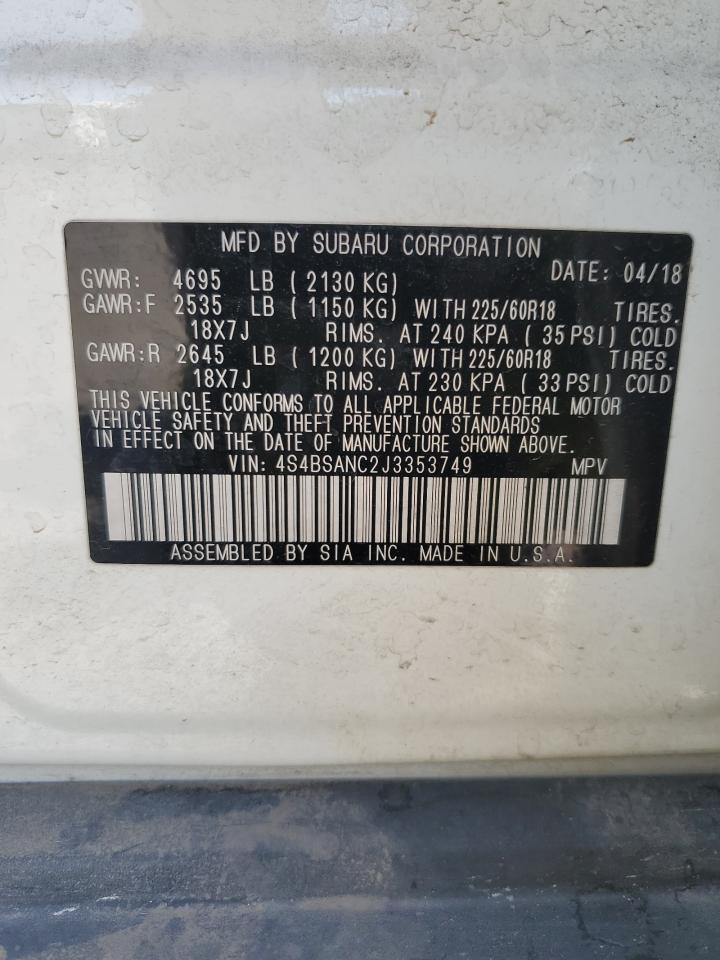 MFD BY SUBARU CORPORATION
DATE: 04/18
GVWR: 4695 LB ( 2130 KG)
GAWR:F 2535 LB ( 1150 KG) WITH 225/60R18 TIRES.
18X7J RIMS. AT 240 KPA ( 35 PSI) COLD
GAWR:R 2645 LB ( 1200 KG) WITH 225/60R18 TIRES.
18X7J RIMS. AT 230 KPA ( 33 PSI) COLD
THIS VEHICLE CONFORMS TO ALL APPLICABLE FEDERAL MOTOR
VEHICLE SAFETY AND THEFT PREVENTION STANDARDS
IN EFFECT ON THE DATE OF MANUFACTURE SHOWN ABOVE.
VIN: 4S4BSANC2J3353749 MPV
ASSEMBLED BY SIA INC. MADE IN U.S.A.